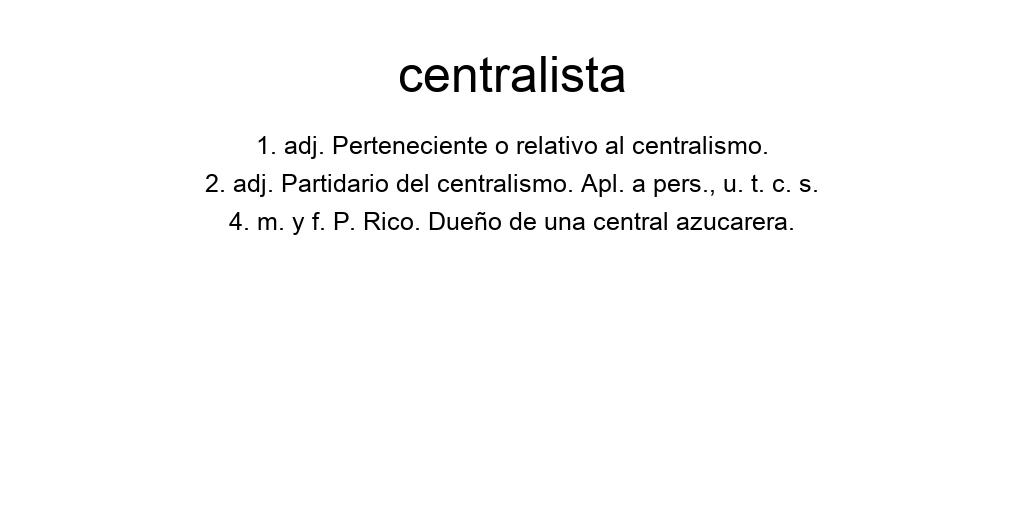 centralista
1. adj. Perteneciente o relativo al centralismo.
2. adj. Partidario del centralismo. Apl. a pers., u. t. c. s.
4. m. y f. P. Rico. Dueño de una central azucarera.